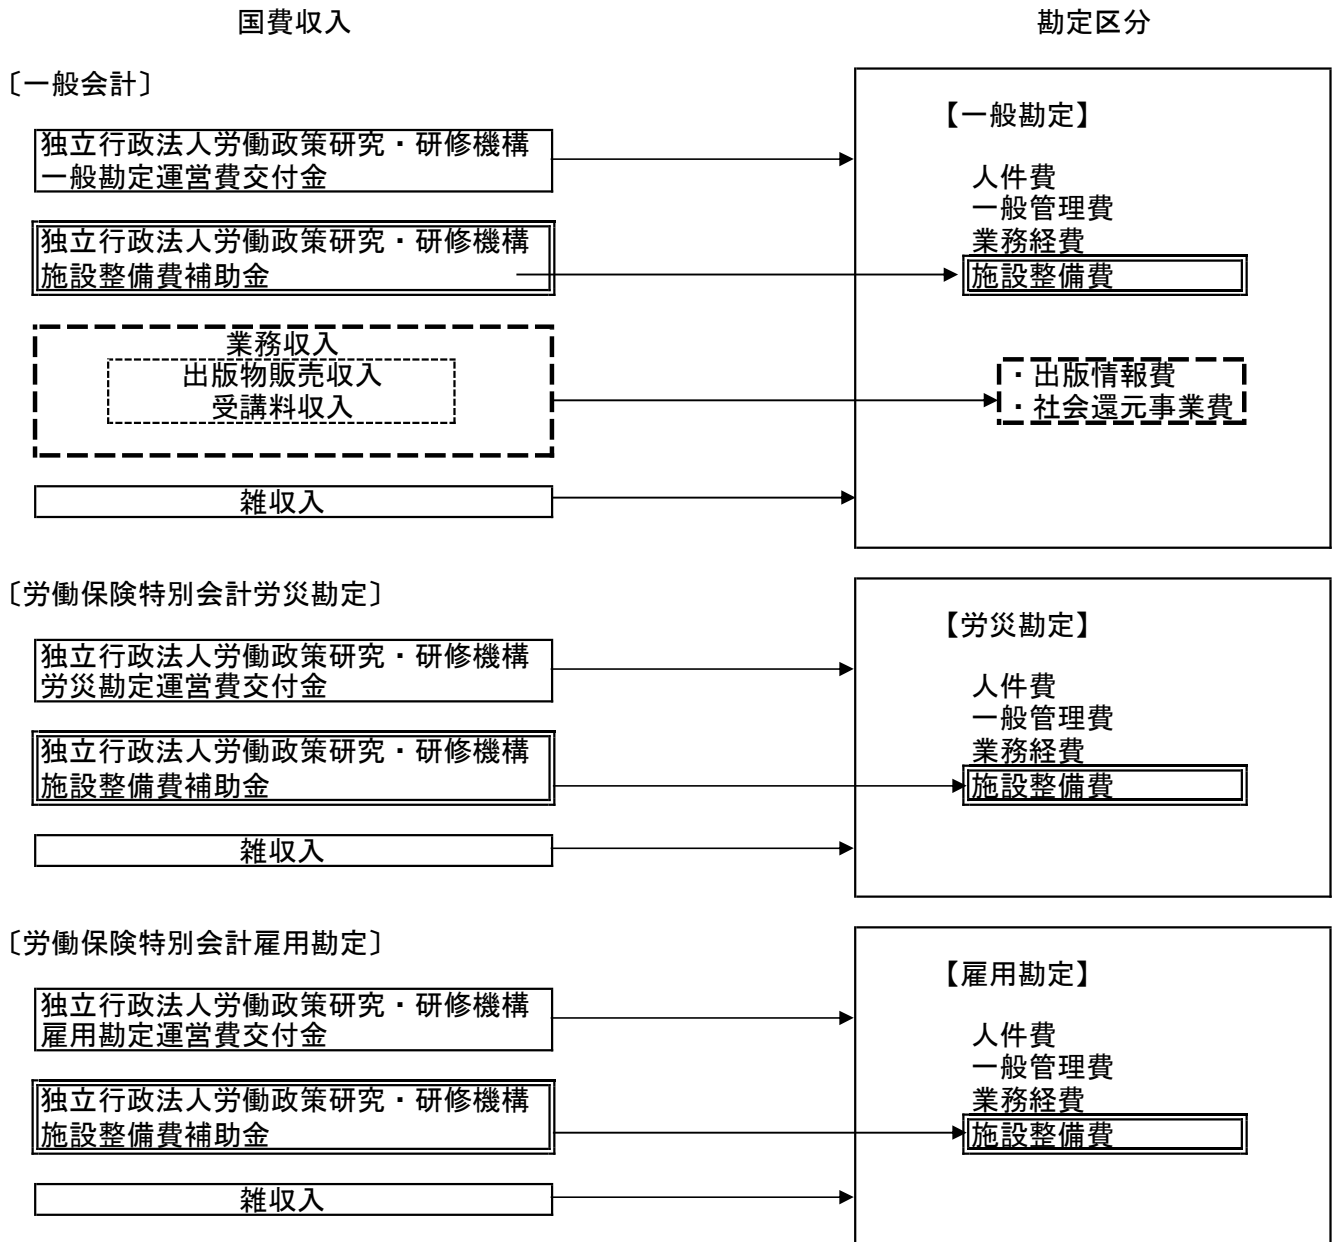 国費収入
勘定区分
〔一般会計〕
【一般勘定】
独立行政法人労働政策研究・研修機構
一般勘定運営費交付金
人件費
一般管理費
業務経費
独立行政法人労働政策研究・研修機構
施設整備費補助金
施設整備費
業務収入
出版物販売収入
受講料収入
・出版情報費
・社会還元事業費
雑収入
〔労働保険特別会計労災勘定〕
【労災勘定】
独立行政法人労働政策研究・研修機構
労災勘定運営費交付金
人件費
一般管理費
業務経費
独立行政法人労働政策研究・研修機構
施設整備費補助金
施設整備費
雑収入
〔労働保険特別会計雇用勘定〕
【雇用勘定】
独立行政法人労働政策研究・研修機構
雇用勘定運営費交付金
人件費
一般管理費
業務経費
独立行政法人労働政策研究・研修機構
施設整備費補助金
施設整備費
雑収入